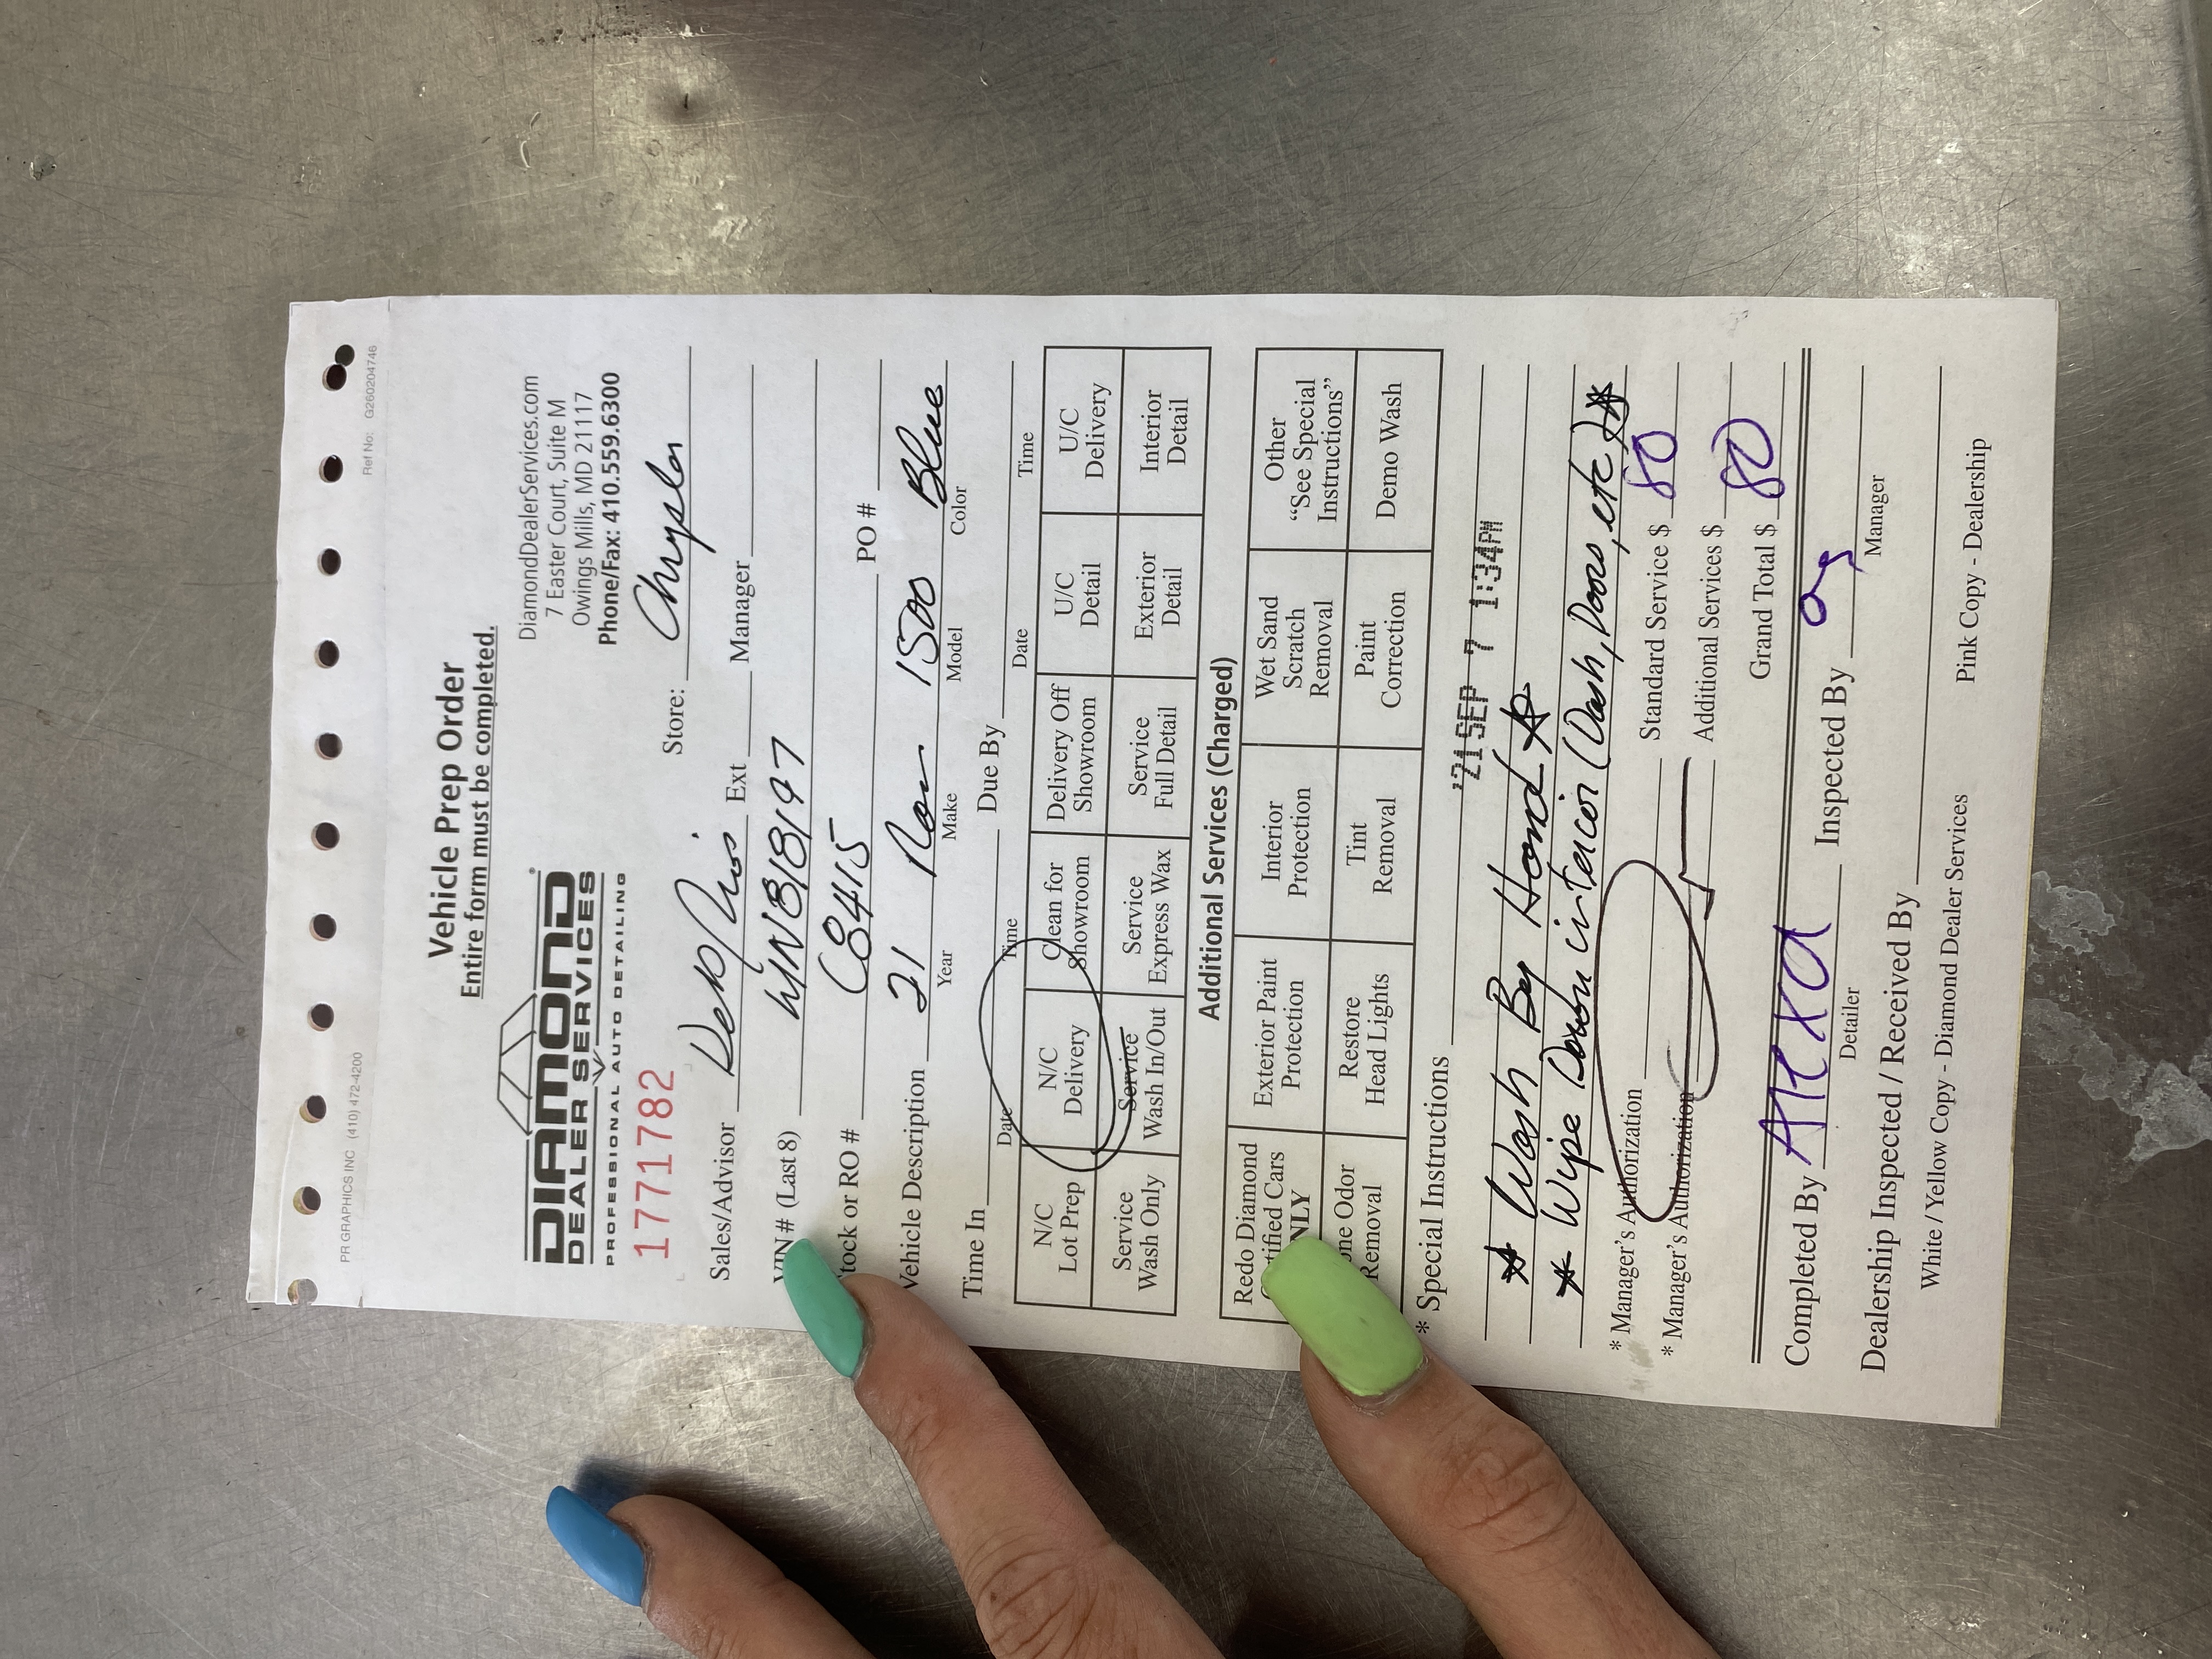 PR GRAPHICS INC (410) 472-4200 Ref No: G260204746
Vehicle Prep Order
Entire form must be completed.
DIAMOND®
DEALER SERVICES
PROFESSIONAL AUTO DETAILING
1771782
DiamondDealerServices.com
7 Easter Court, Suite M
Owings Mills, MD 21117
Phone/Fax: 410.559.6300
Store: Chrysler
Sales/Advisor Ext Manager
VIN # (Last 8) WN818197
Stock or RO # C8415 PO #
Vehicle Description 21 Ram 1500 Blue
Year Make Model Color
Time In Due By
Date Time Date Time
N/C Lot Prep N/C Delivery Clean for Showroom Delivery Off Showroom U/C Detail U/C Delivery
Service Wash Only Service Wash In/Out Service Express Wax Service Full Detail Exterior Detail Interior Detail
Additional Services (Charged)
Redo Diamond Certified Cars ONLY Exterior Paint Protection Interior Protection Wet Sand Scratch Removal Other "See Special Instructions"
Odor Removal Restore Head Lights Tint Removal Paint Correction Demo Wash
* Special Instructions '21 SEP 7 1:34PM
* Wash By Hand *
* Wipe Down interior (Dash, Doors, etc.) *
* Manager's Authorization Standard Service $ 80
* Manager's Authorization Additional Services $
Grand Total $ 80
Completed By Alexa Inspected By
Detailer Manager
Dealership Inspected / Received By
White / Yellow Copy - Diamond Dealer Services Pink Copy - Dealership